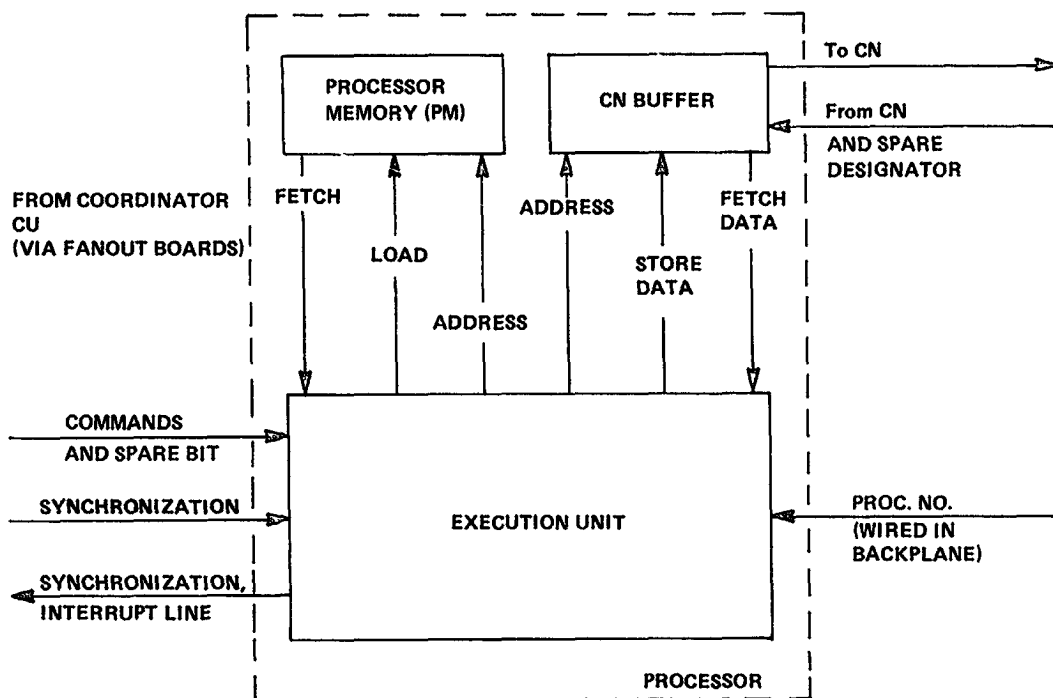 PROCESSOR
MEMORY (PM)
CN BUFFER
To CN
From CN
AND SPARE
DESIGNATOR
FROM COORDINATOR
CU
(VIA FANOUT BOARDS)
FETCH
LOAD
ADDRESS
ADDRESS
STORE
DATA
FETCH
DATA
COMMANDS
AND SPARE BIT
SYNCHRONIZATION
SYNCHRONIZATION,
INTERRUPT LINE
EXECUTION UNIT
PROC. NO.
(WIRED IN
BACKPLANE)
PROCESSOR